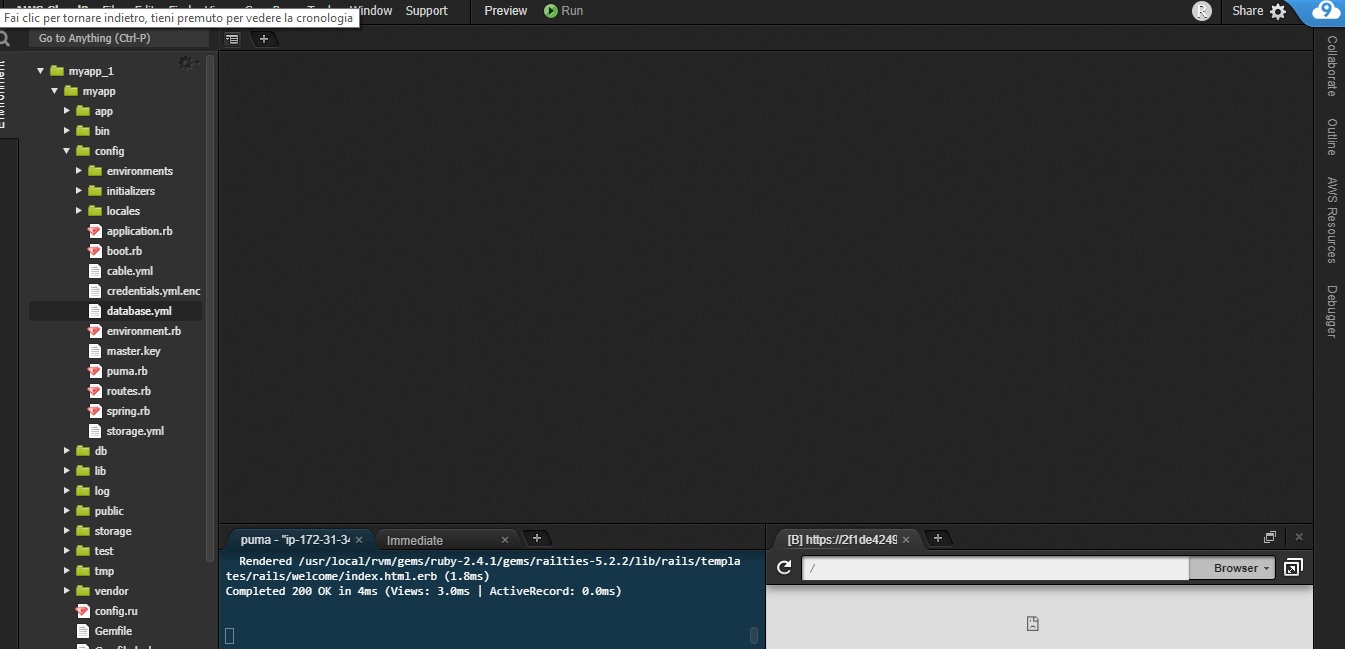 Window Support Preview Run R Share 9
Fai clic per tornare indietro, tieni premuto per vedere la cronologia
Go to Anything (Ctrl-P)
myapp_1
myapp
app
bin
config
environments
initializers
locales
application.rb
boot.rb
cable.yml
credentials.yml.enc
database.yml
environment.rb
master.key
puma.rb
routes.rb
spring.rb
storage.yml
db
lib
log
public
storage
test
tmp
vendor
config.ru
Gemfile
Collaborate
Outline
AWS Resources
Debugger
puma - "ip-172-31-34
Immediate
Rendered /usr/local/rvm/gems/ruby-2.4.1/gems/railties-5.2.2/lib/rails/templa
tes/rails/welcome/index.html.erb (1.8ms)
Completed 200 OK in 4ms (Views: 3.0ms | ActiveRecord: 0.0ms)
[B] https://2f1de4249
/
Browser